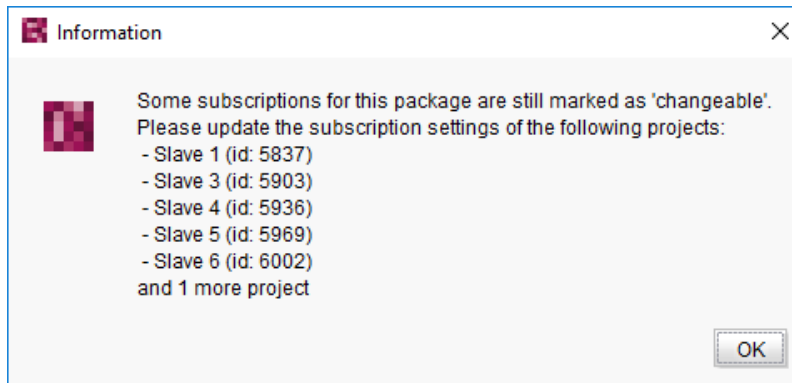 Information
Some subscriptions for this package are still marked as 'changeable'.
Please update the subscription settings of the following projects:
- Slave 1 (id: 5837)
- Slave 3 (id: 5903)
- Slave 4 (id: 5936)
- Slave 5 (id: 5969)
- Slave 6 (id: 6002)
and 1 more project
OK